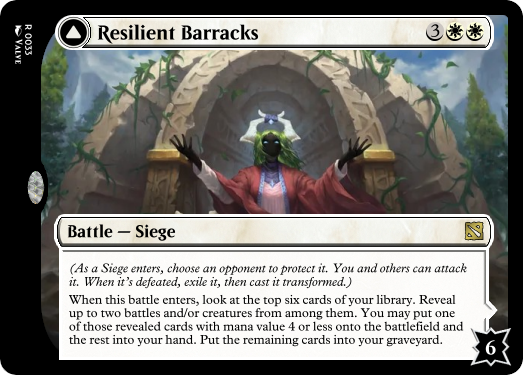 Resilient Barracks
3
Battle — Siege
(As a Siege enters, choose an opponent to protect it. You and others can attack
it. When it's defeated, exile it, then cast it transformed.)
When this battle enters, look at the top six cards of your library. Reveal
up to two battles and/or creatures from among them. You may put one
of those revealed cards with mana value 4 or less onto the battlefield and
the rest into your hand. Put the remaining cards into your graveyard.
6
R 0033
VALVE